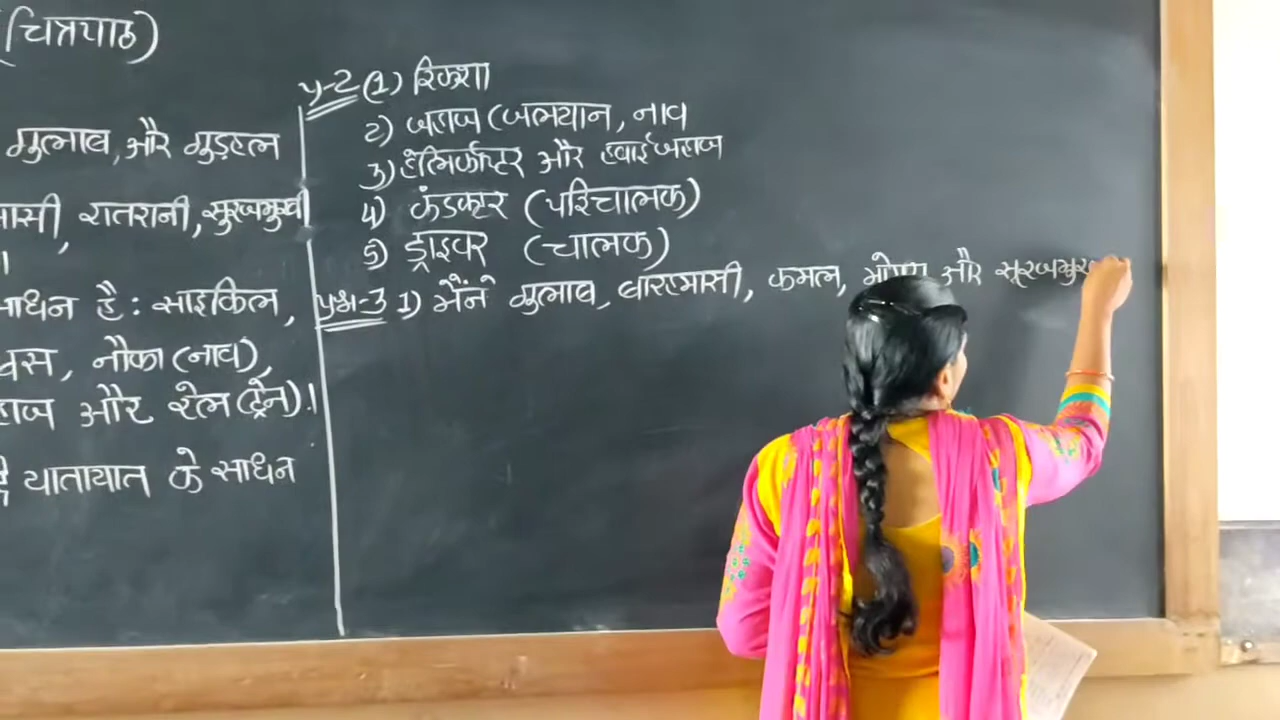 (चित्रपाठ)
गुलाब, और गुड़हल
मासी, रातरानी, सुरजमुखी
।
साधन है: साइकिल,
बस, नौका (नाव),
हाज और रेल (ट्रेन)।
यातायात के साधन
प्र-2 (1) रिक्शा
2) जहाज (जलयान, नाव
3) हेलिकॉप्टर और हवाई जहाज
4) कंडक्टर (परिचालक)
5) ड्राइवर (चालक)
प्रश्न-3 1) मैंने गुलाब, बारहमासी, कमल, और सूरजमुख